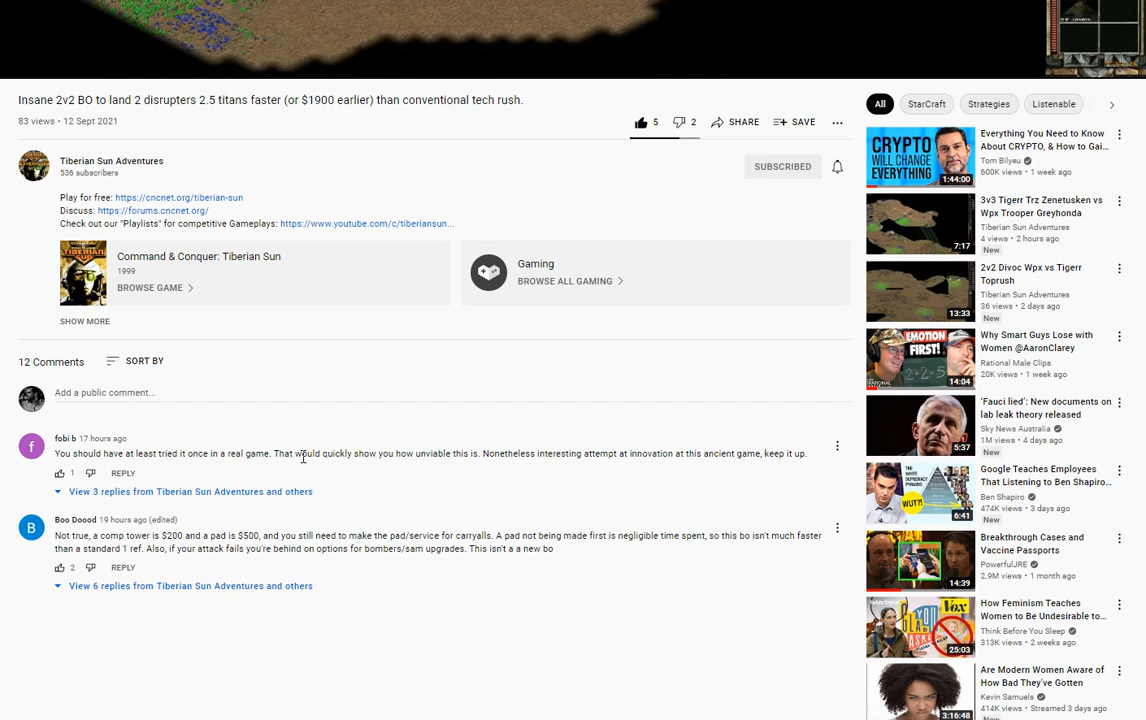 Insane 2v2 BO to land 2 disrupters 2.5 titans faster (or $1900 earlier) than conventional tech rush.
83 views • 12 Sept 2021
5
2
SHARE
SAVE
Tiberian Sun Adventures
536 subscribers
SUBSCRIBED
Play for free: https://cncnet.org/tiberian-sun
Discuss: https://forums.cncnet.org/
Check out our "Playlists" for competitive Gameplays: https://www.youtube.com/c/tiberiansun...
Command & Conquer: Tiberian Sun
1999
BROWSE GAME
Gaming
BROWSE ALL GAMING
SHOW MORE
12 Comments
SORT BY
Add a public comment...
f
fobi b 17 hours ago
You should have at least tried it once in a real game. That would quickly show you how unviable this is. Nonetheless interesting attempt at innovation at this ancient game, keep it up.
1
REPLY
View 3 replies from Tiberian Sun Adventures and others
B
Boo Doood 19 hours ago (edited)
Not true, a comp tower is $200 and a pad is $500, and you still need to make the pad/service for carryalls. A pad not being made first is negligible time spent, so this bo isn't much faster
than a standard 1 ref. Also, if your attack fails you're behind on options for bombers/sam upgrades. This isn't a a new bo
2
REPLY
View 6 replies from Tiberian Sun Adventures and others
All
StarCraft
Strategies
Listenable
CRYPTO
WILL CHANGE
EVERYTHING
1:44:00
Everything You Need to Know
About CRYPTO, & How to Gai...
Tom Bilyeu
600K views • 1 week ago
7:17
3v3 Tigerr Trz Zenetusken vs
Wpx Trooper Greyhonda
Tiberian Sun Adventures
4 views • 2 hours ago
New
13:33
2v2 Divoc Wpx vs Tigerr
Toprush
Tiberian Sun Adventures
36 views • 2 days ago
New
EMOTION
FIRST!
2+2=5
14:04
Why Smart Guys Lose with
Women @AaronClarey
Rational Male Clips
20K views • 1 week ago
5:37
'Fauci lied': New documents on
lab leak theory released
Sky News Australia
1M views • 4 days ago
New
THE WHITE
SUPREMACY
PYRAMID
WUT?!
6:41
Google Teaches Employees
That Listening to Ben Shapiro...
Ben Shapiro
474K views • 3 days ago
New
14:39
Breakthrough Cases and
Vaccine Passports
PowerfulJRE
2.9M views • 1 month ago
Vox
25:03
How Feminism Teaches
Women to Be Undesirable to...
Think Before You Sleep
313K views • 2 weeks ago
3:16:48
Are Modern Women Aware of
How Bad They've Gotten
Kevin Samuels
414K views • Streamed 3 days ago
New